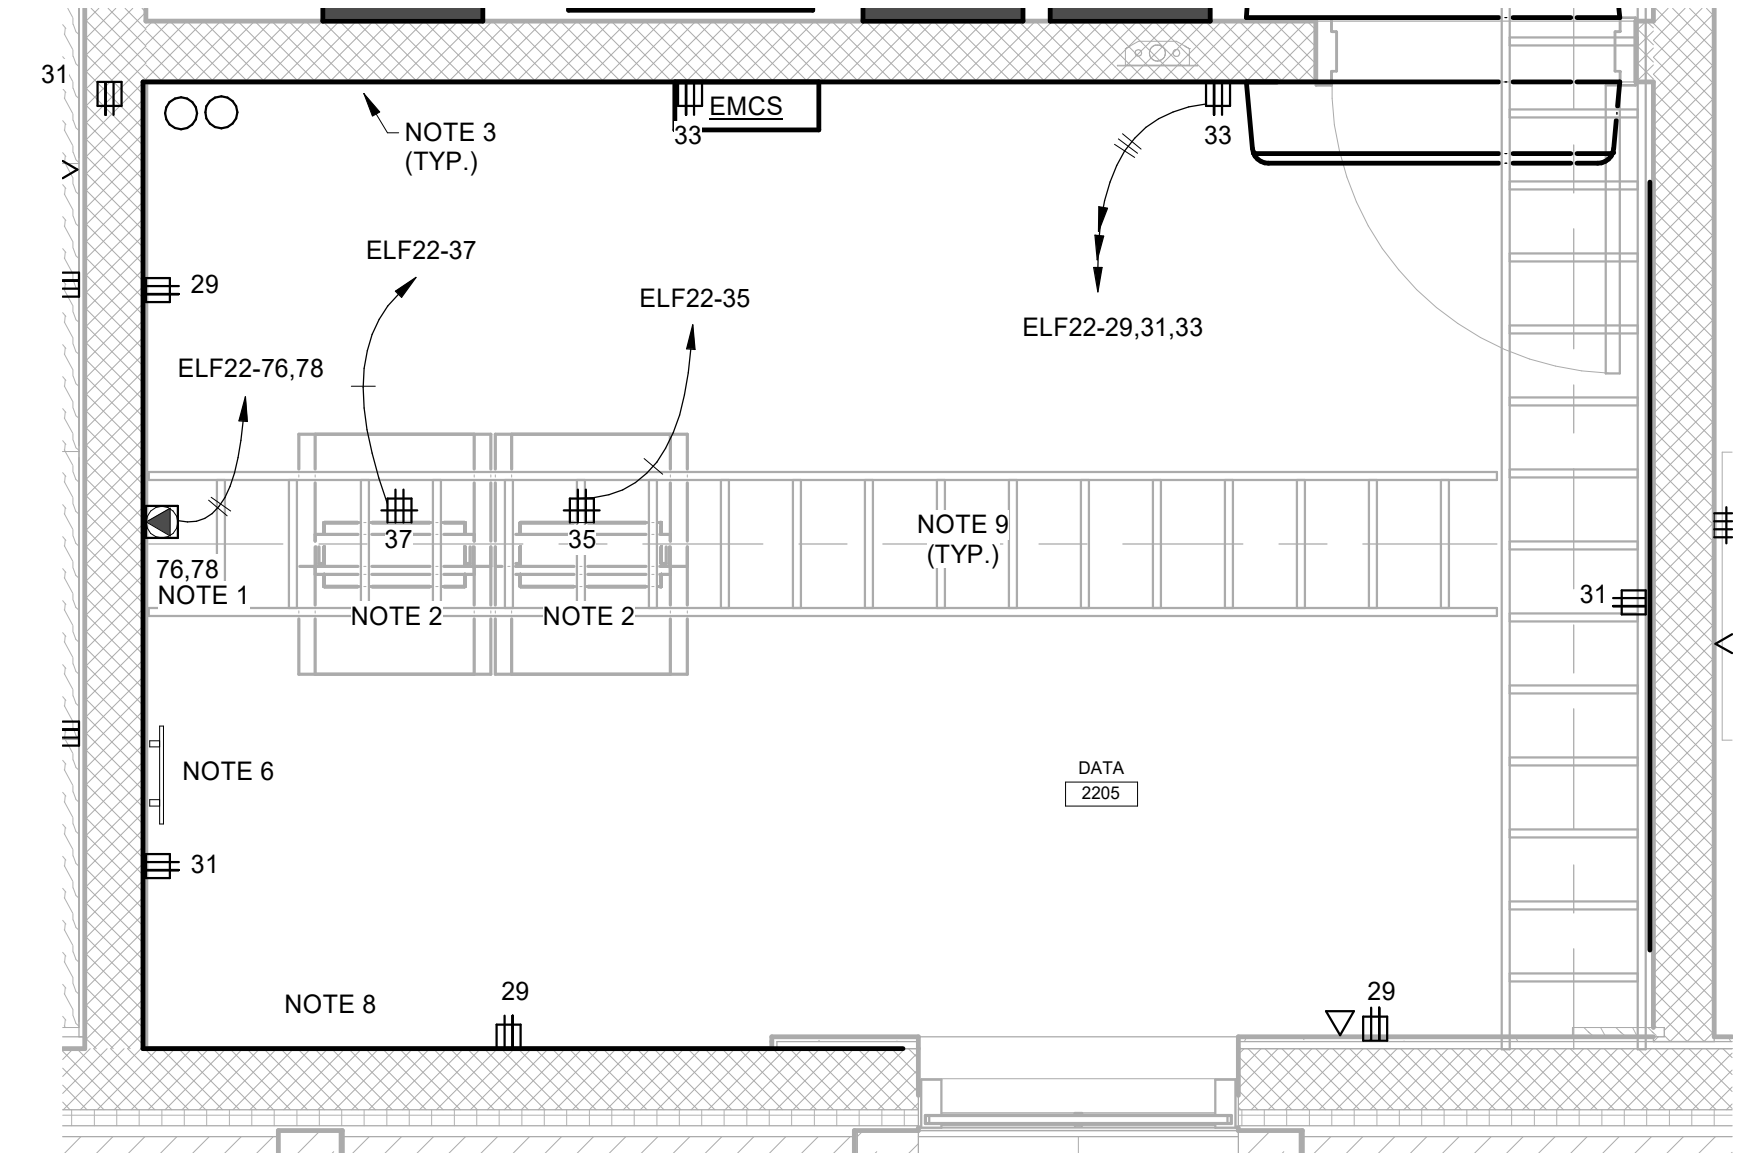 31
EMCS
33
33
NOTE 3
(TYP.)
ELF22-37
29
ELF22-35
ELF22-29,31,33
ELF22-76,78
37
35
NOTE 9
(TYP.)
76,78
NOTE 1
NOTE 2
NOTE 2
31
NOTE 6
DATA
2205
31
NOTE 8
29
29